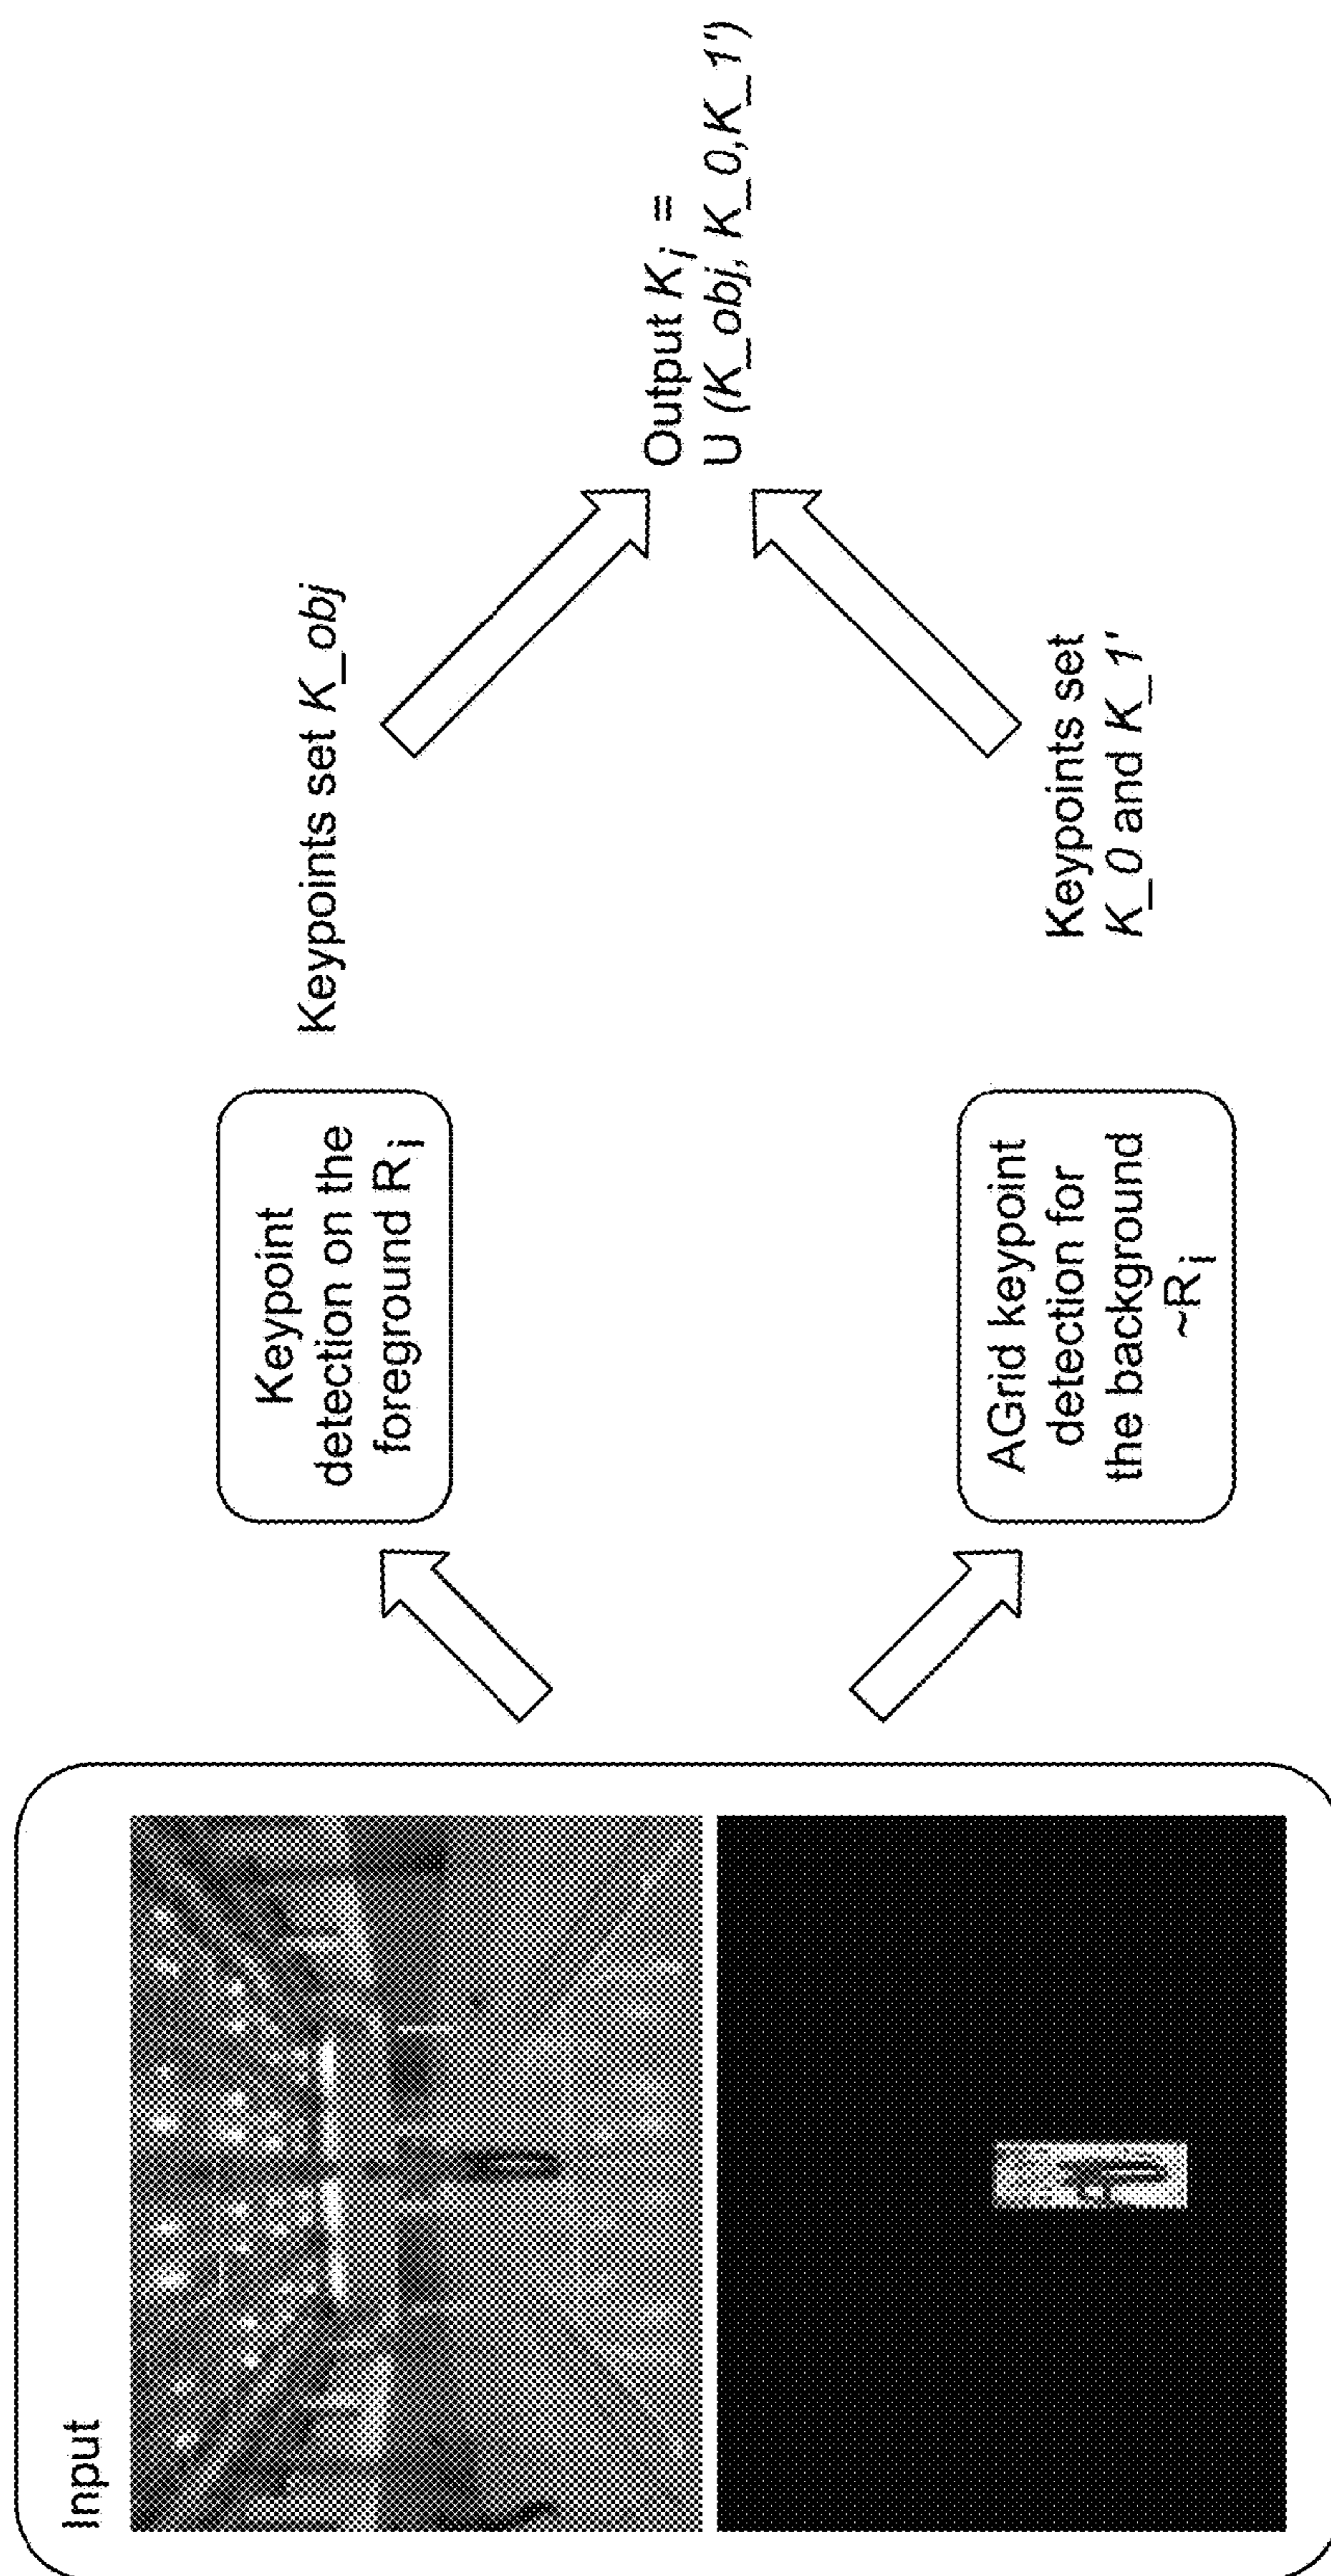 Input
Keypoint
detection on the
foreground R_i
AGrid keypoint
detection for
the background
~R_i
Keypoints set K_obj
Keypoints set
K_0 and K_1'
Output K_i =
U (K_obj, K_0,K_1')